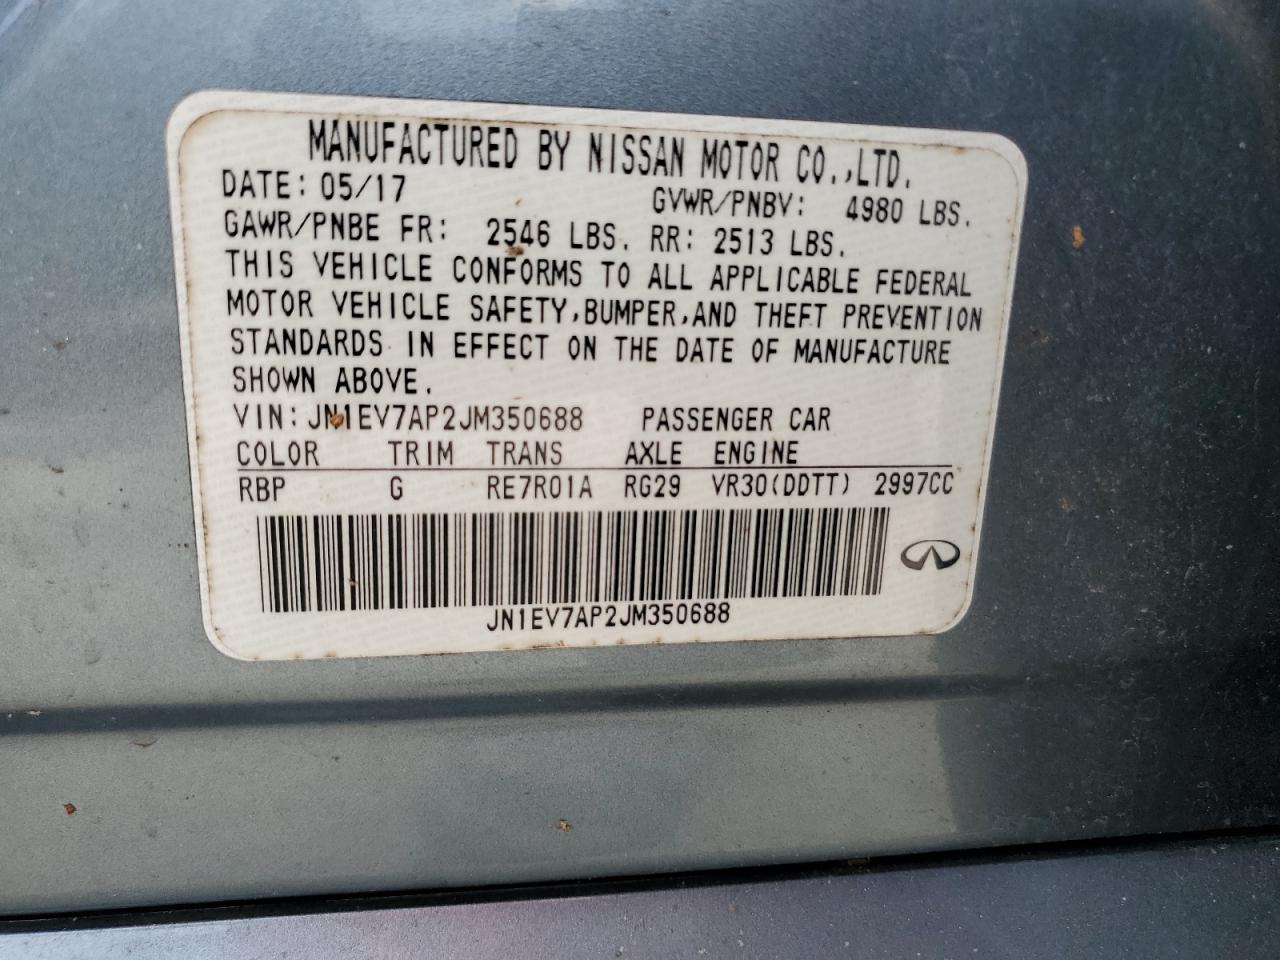 MANUFACTURED BY NISSAN MOTOR CO.,LTD.
DATE: 05/17 GVWR/PNBV: 4980 LBS.
GAWR/PNBE FR: 2546 LBS. RR: 2513 LBS.
THIS VEHICLE CONFORMS TO ALL APPLICABLE FEDERAL
MOTOR VEHICLE SAFETY,BUMPER,AND THEFT PREVENTION
STANDARDS IN EFFECT ON THE DATE OF MANUFACTURE
SHOWN ABOVE.
VIN: JN1EV7AP2JM350688 PASSENGER CAR
COLOR TRIM TRANS AXLE ENGINE
RBP G RE7R01A RG29 VR30(DDTT) 2997CC
JN1EV7AP2JM350688